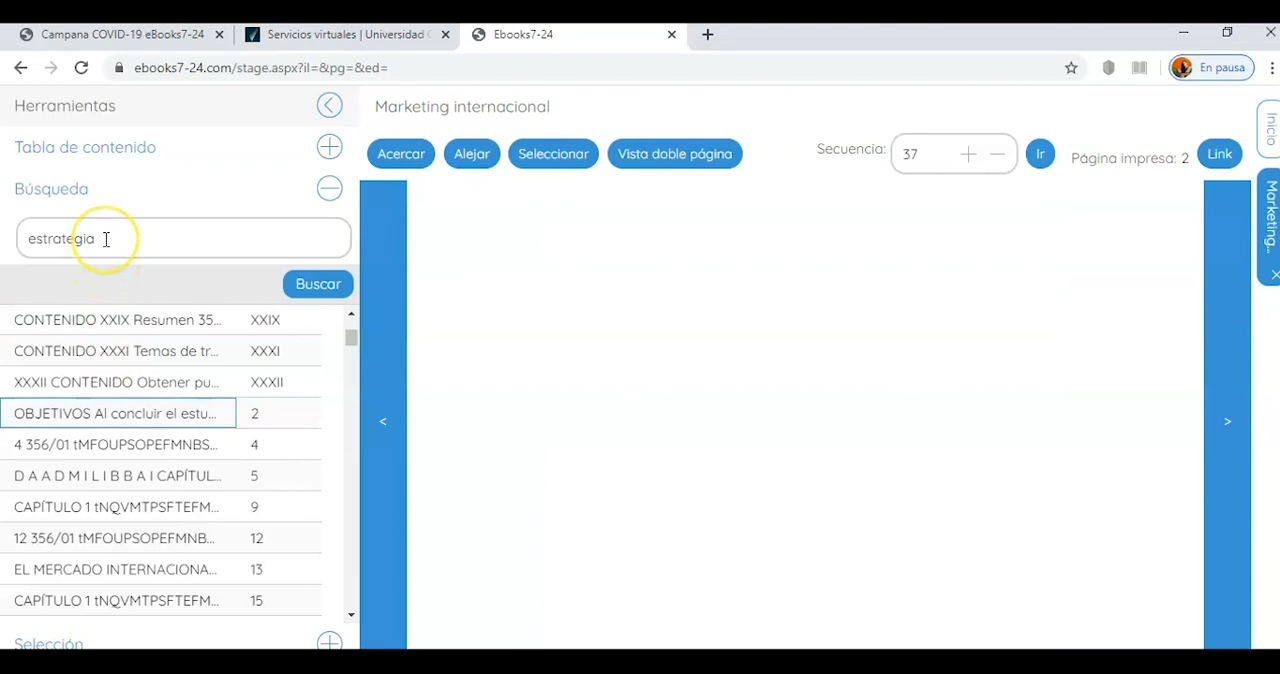 Campana COVID-19 eBooks7-24
Servicios virtuales | Universidad
Ebooks7-24
ebooks7-24.com/stage.aspx?il=&pg=&ed=
En pausa
Herramientas
Marketing internacional
Inicio
Tabla de contenido
Acercar
Alejar
Seleccionar
Vista doble página
Secuencia:
37
Ir
Página impresa: 2
Link
Búsqueda
Marketing...
estrategia
Buscar
CONTENIDO XXIX Resumen 35... XXIX
CONTENIDO XXXI Temas de tr... XXXI
XXXII CONTENIDO Obtener pu... XXXII
OBJETIVOS Al concluir el estu... 2
4 356/01 tMFOUPSOPEFMNBS... 4
D A A D M I L I B B A I CAPÍTUL... 5
CAPÍTULO 1 tNQVMTPSFTEFM... 9
12 356/01 tMFOUPSOPEFMNB... 12
EL MERCADO INTERNACIONA... 13
CAPÍTULO 1 tNQVMTPSFTEFM... 15
Selección
< >